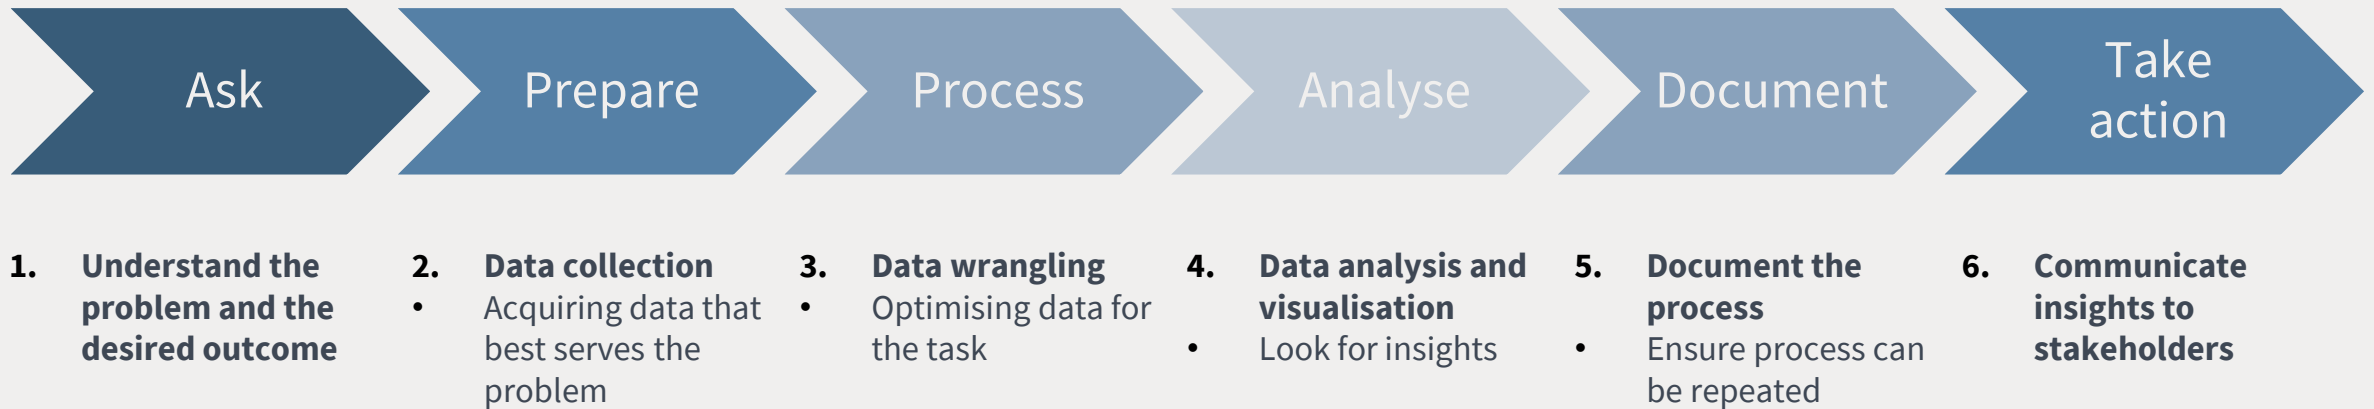 Ask
Prepare
Process
Analyse
Document
Take
action
1. Understand the
problem and the
desired outcome
2. Data collection
• Acquiring data that
best serves the
problem
3. Data wrangling
• Optimising data for
the task
4. Data analysis and
visualisation
• Look for insights
5. Document the
process
• Ensure process can
be repeated
6. Communicate
insights to
stakeholders